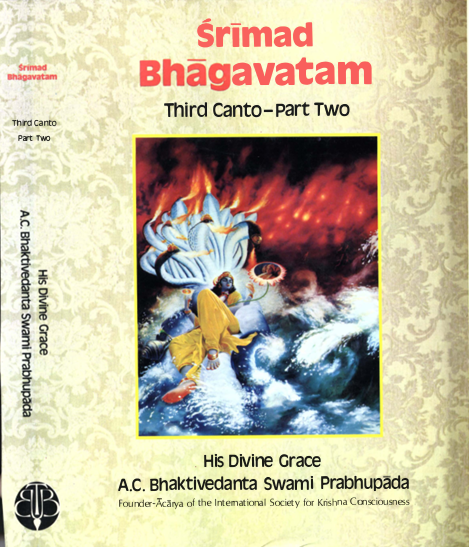 Śrīmad
Bhāgavatam
Third Canto
Part Two
His Divine Grace
A.C. Bhaktivedanta Swami Prabhupāda
BBT
Śrīmad
Bhāgavatam
Third Canto–Part Two
His Divine Grace
A.C. Bhaktivedanta Swami Prabhupāda
Founder-Ācārya of the International Society for Krishna Consciousness